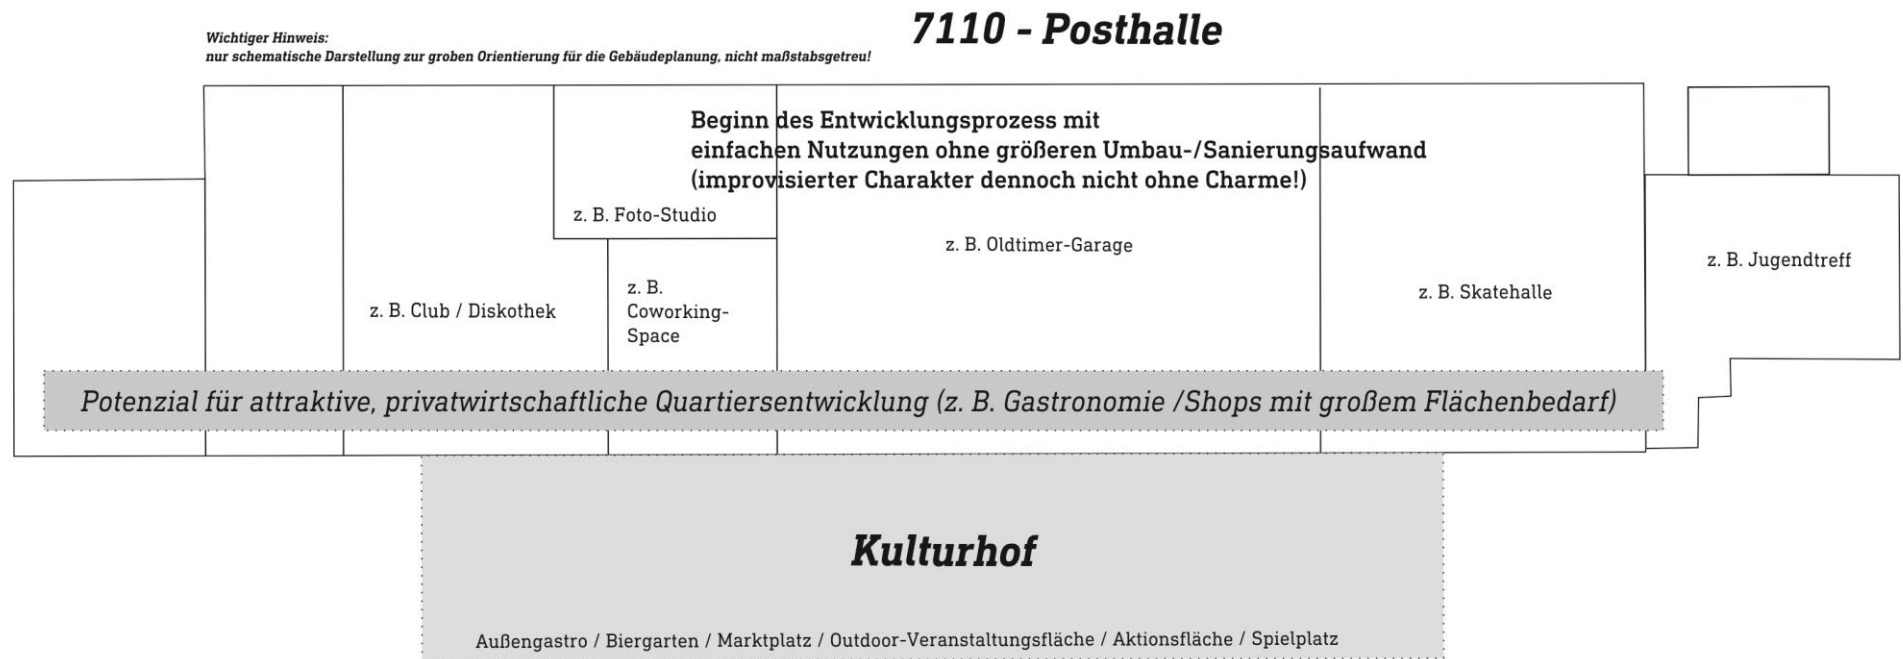 7110 - Posthalle
Wichtiger Hinweis:
nur schematische Darstellung zur groben Orientierung für die Gebäudeplanung, nicht maßstabsgetreu!
Beginn des Entwicklungsprozess mit
einfachen Nutzungen ohne größeren Umbau-/Sanierungsaufwand
(improvisierter Charakter dennoch nicht ohne Charme!)
z. B. Foto-Studio
z. B. Oldtimer-Garage
z. B. Jugendtreff
z. B. Club / Diskothek
z. B.
Coworking-
Space
z. B. Skatehalle
Potenzial für attraktive, privatwirtschaftliche Quartiersentwicklung (z. B. Gastronomie /Shops mit großem Flächenbedarf)
Kulturhof
Außengastro / Biergarten / Marktplatz / Outdoor-Veranstaltungsfläche / Aktionsfläche / Spielplatz